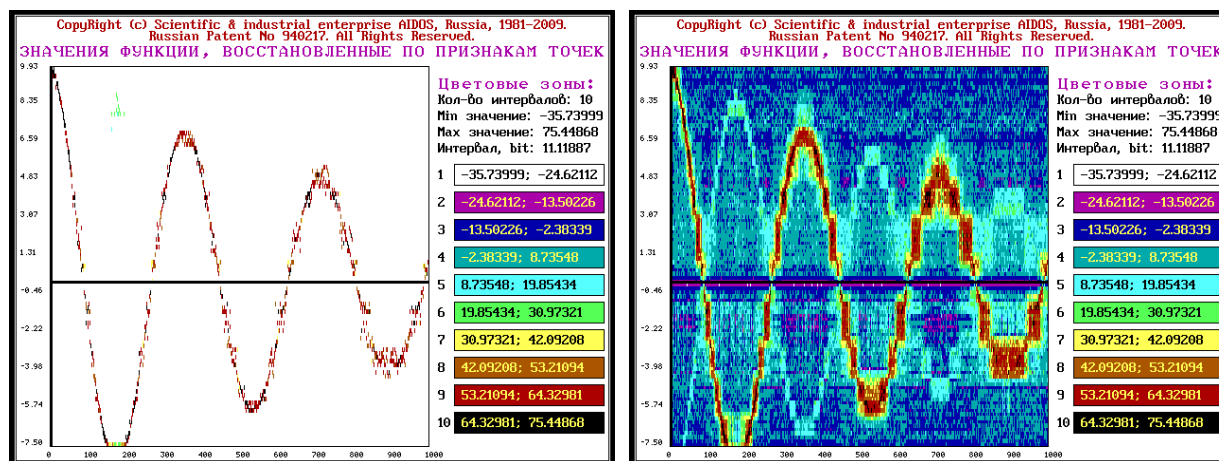 CopyRight (c) Scientific & industrial enterprise AIDOS, Russia, 1981-2009.
Russian Patent No 940217. All Rights Reserved.
ЗНАЧЕНИЯ ФУНКЦИИ, ВОССТАНОВЛЕННЫЕ ПО ПРИЗНАКАМ ТОЧЕК
9.93
8.35
6.59
4.83
3.07
1.31
-0.46
-2.22
-3.98
-5.74
-7.50
0 100 200 300 400 500 600 700 800 900 1000
Цветовые зоны:
Кол-во интервалов: 10
Min значение: -35.73999
Max значение: 75.44868
Интервал, bit: 11.11887
1 -35.73999; -24.62112
2 -24.62112; -13.50226
3 -13.50226; -2.38339
4 -2.38339; 8.73548
5 8.73548; 19.85434
6 19.85434; 30.97321
7 30.97321; 42.09208
8 42.09208; 53.21094
9 53.21094; 64.32981
10 64.32981; 75.44868
CopyRight (c) Scientific & industrial enterprise AIDOS, Russia, 1981-2009.
Russian Patent No 940217. All Rights Reserved.
ЗНАЧЕНИЯ ФУНКЦИИ, ВОССТАНОВЛЕННЫЕ ПО ПРИЗНАКАМ ТОЧЕК
9.93
8.35
6.59
4.83
3.07
1.31
-0.46
-2.22
-3.98
-5.74
-7.50
0 100 200 300 400 500 600 700 800 900 1000
Цветовые зоны:
Кол-во интервалов: 10
Min значение: -35.73999
Max значение: 75.44868
Интервал, bit: 11.11887
1 -35.73999; -24.62112
2 -24.62112; -13.50226
3 -13.50226; -2.38339
4 -2.38339; 8.73548
5 8.73548; 19.85434
6 19.85434; 30.97321
7 30.97321; 42.09208
8 42.09208; 53.21094
9 53.21094; 64.32981
10 64.32981; 75.44868